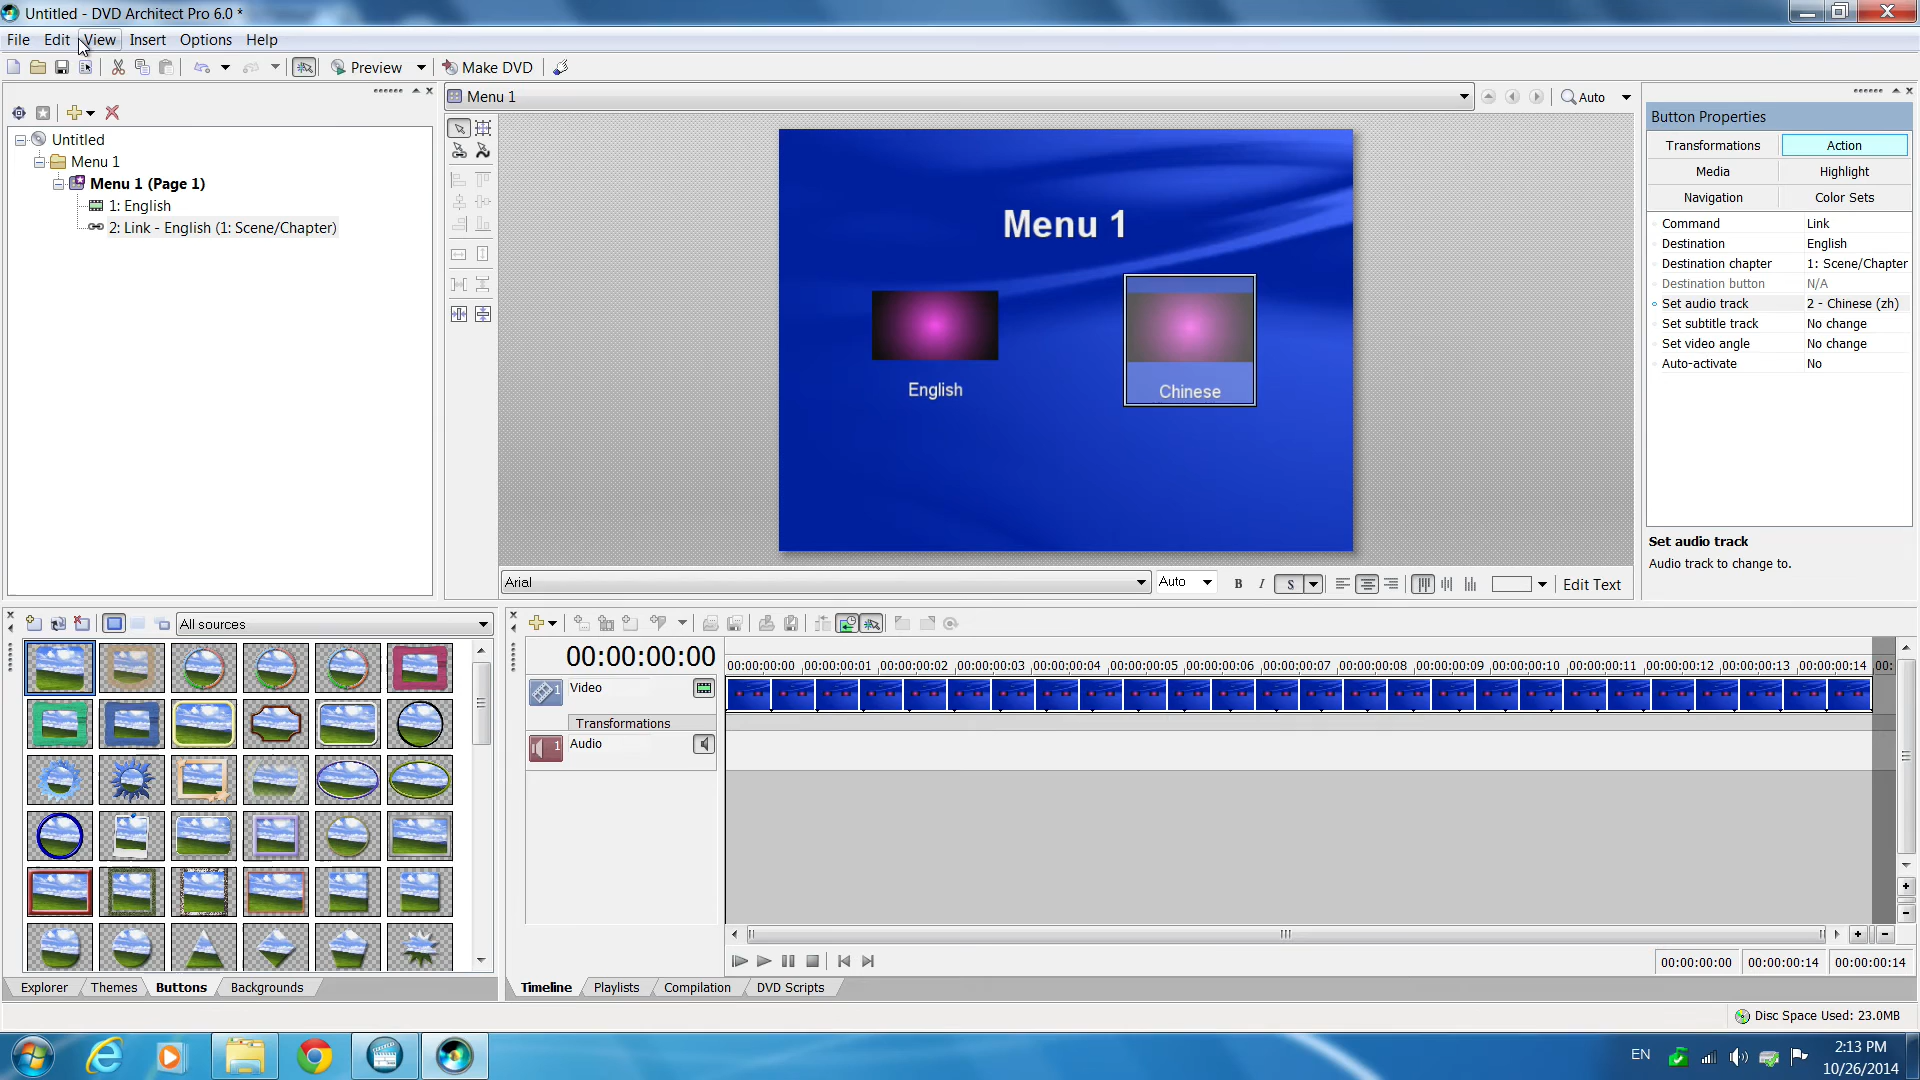 Untitled - DVD Architect Pro 6.0 *
File Edit View Insert Options Help
Preview Make DVD
Untitled
Menu 1
Menu 1 (Page 1)
1: English
2: Link - English (1: Scene/Chapter)
Menu 1
Auto
Menu 1
English
Chinese
Arial
Auto
B I S
Edit Text
Button Properties
Transformations Action
Media Highlight
Navigation Color Sets
Command Link
Destination English
Destination chapter 1: Scene/Chapter
Destination button N/A
Set audio track 2 - Chinese (zh)
Set subtitle track No change
Set video angle No change
Auto-activate No
Set audio track
Audio track to change to.
All sources
Explorer Themes Buttons Backgrounds
00:00:00:00
00:00:00:00 00:00:00:01 00:00:00:02 00:00:00:03 00:00:00:04 00:00:00:05 00:00:00:06 00:00:00:07 00:00:00:08 00:00:00:09 00:00:00:10 00:00:00:11 00:00:00:12 00:00:00:13 00:00:00:14 00:
1 Video
Transformations
1 Audio
00:00:00:00 00:00:00:14 00:00:00:14
Timeline Playlists Compilation DVD Scripts
Disc Space Used: 23.0MB
EN
2:13 PM
10/26/2014